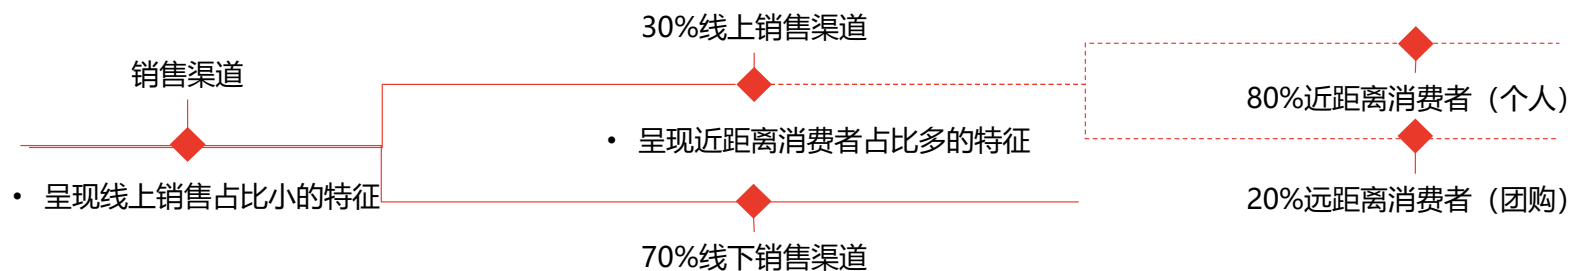 销售渠道
• 呈现线上销售占比小的特征
30%线上销售渠道
• 呈现近距离消费者占比多的特征
70%线下销售渠道
80%近距离消费者（个人）
20%远距离消费者（团购）